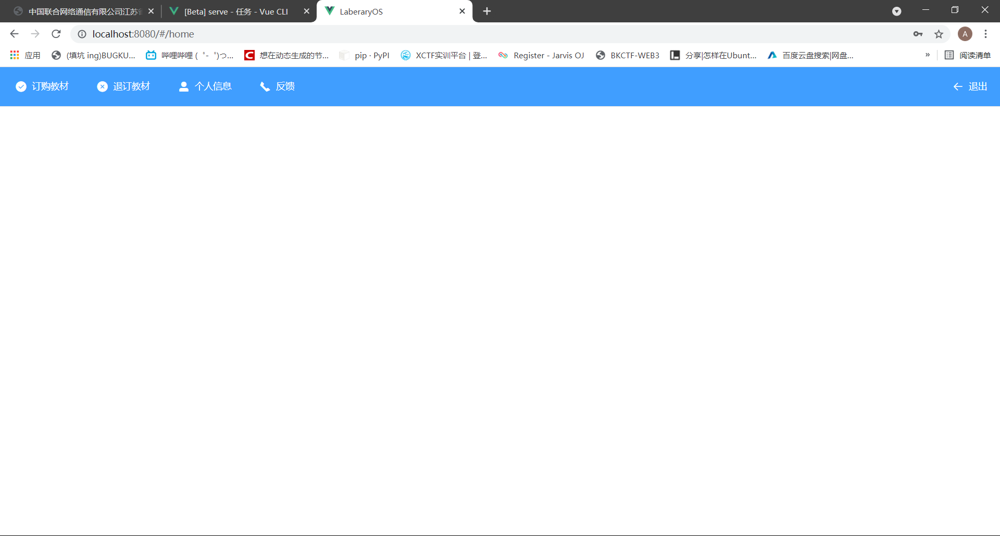 中国联合网络通信有限公司江苏省
[Beta] serve - 任务 - Vue CLI
LaberaryOS
localhost:8080/#/home
A
应用
(填坑 ing)BUGKU...
哔哩哔哩 (゜-゜)つ...
想在动态生成的节...
pip · PyPI
XCTF实训平台 | 登...
Register - Jarvis OJ
BKCTF-WEB3
分享|怎样在Ubunt...
百度云盘搜索|网盘...
»
阅读清单
订购教材
退订教材
个人信息
反馈
退出